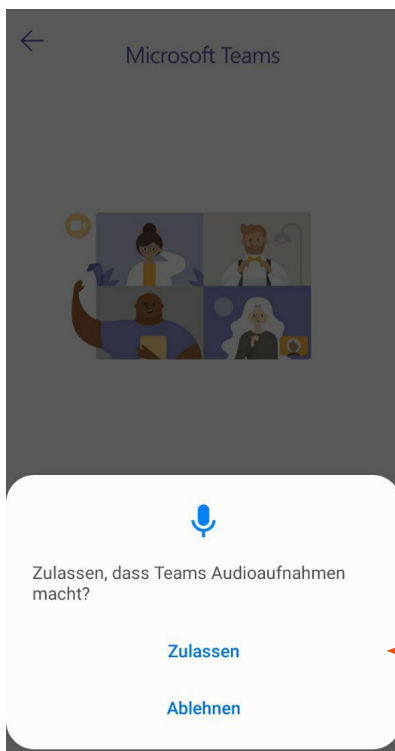 Microsoft Teams
Zulassen, dass Teams Audioaufnahmen
macht?
Zulassen
Ablehnen